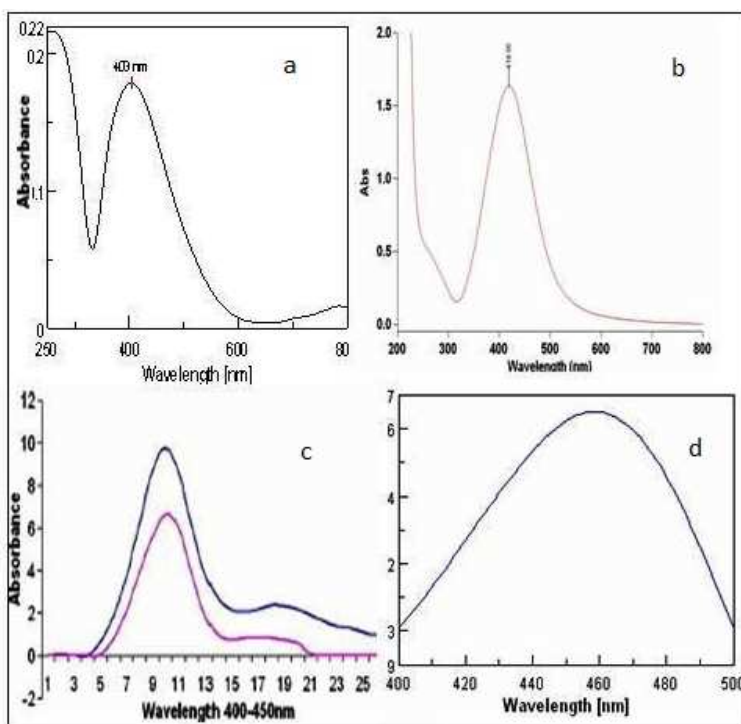 0.22
0.2
0.1
0
Absorbance
409 nm
a
250 400 600 80
Wavelength [nm]
2.0
1.5
1.0
0.5
0.0
Abs
b
200 300 400 500 600 700 800
Wavelength (nm)
12
10
8
6
4
2
0
-2
Absorbance
c
1 3 5 7 9 11 13 15 17 19 21 23 25
Wavelength 400-450nm
7
6
4
2
3
9
d
400 420 440 460 480 500
Wavelength [nm]